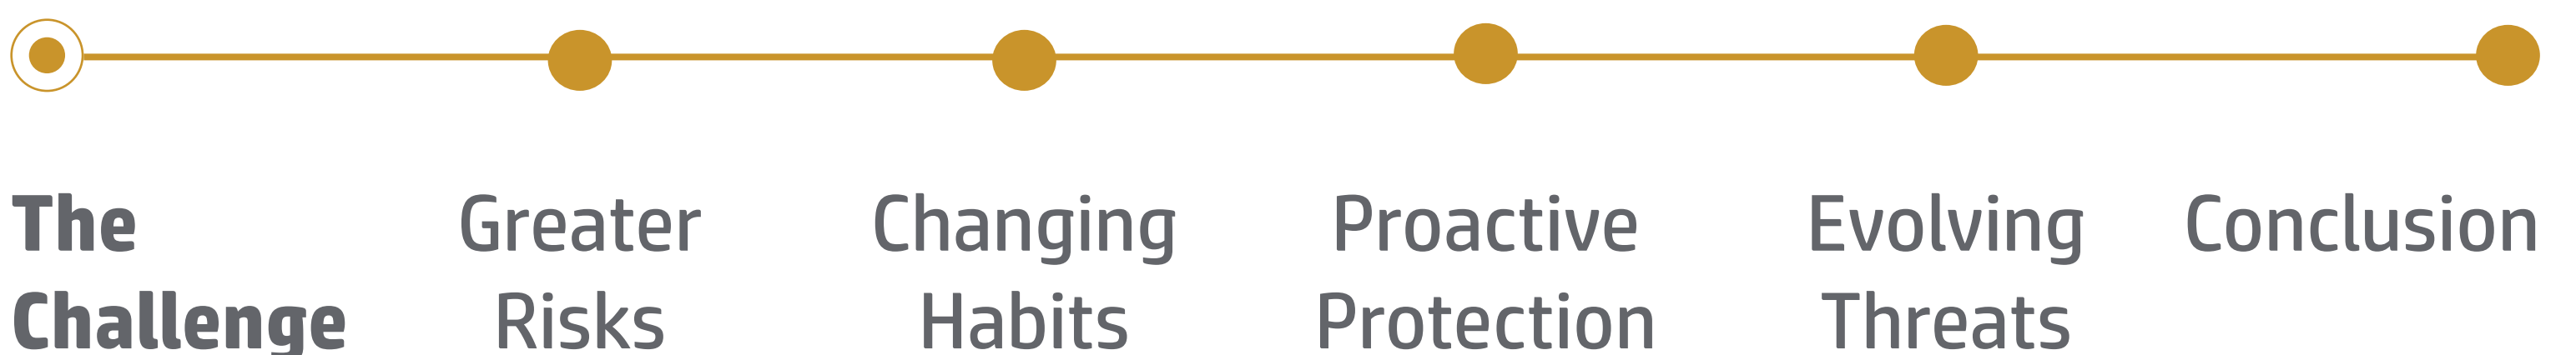 The
Challenge
Greater
Risks
Changing
Habits
Proactive
Protection
Evolving
Threats
Conclusion